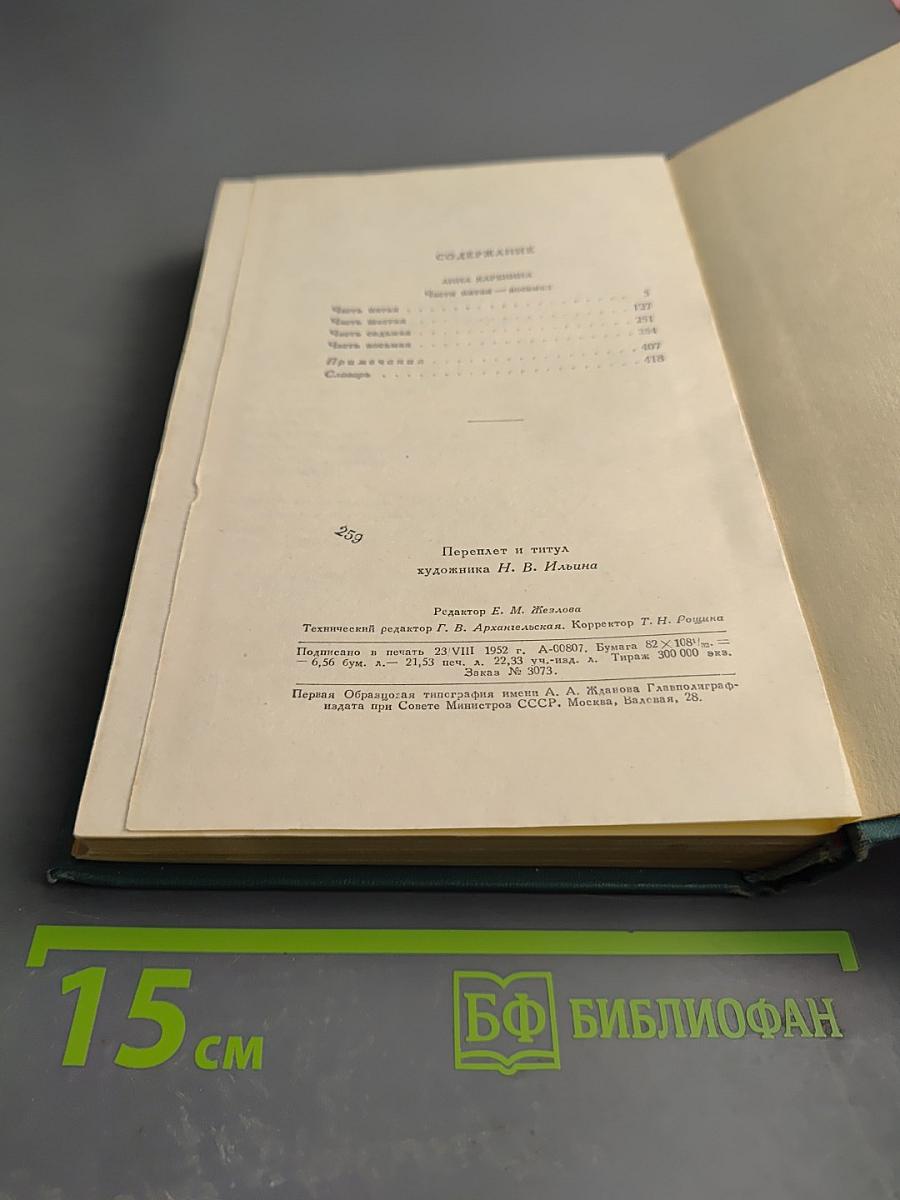 СОДЕРЖАНИЕ
АННА КАРЕНИНА
Части пятая — восьмая
Часть пятая . . . . . . . . . . . . . . . . 5
Часть шестая . . . . . . . . . . . . . . . . 127
Часть седьмая . . . . . . . . . . . . . . . . 251
Часть восьмая . . . . . . . . . . . . . . . . 354
Примечания . . . . . . . . . . . . . . . . 407
Словарь . . . . . . . . . . . . . . . . 418
259
Переплет и титул
художника Н. В. Ильина
Редактор Е. М. Жезлова
Технический редактор Г. В. Архангельская. Корректор Т. Н. Рощина
Подписано в печать 23/VIII 1952 г. А-00807. Бумага 82×108¹/₃₂. =
— 6,56 бум. л.— 21,53 печ. л. 22,33 уч.-изд. л. Тираж 300 000 экз.
Заказ № 3073.
Первая Образцовая типография имени А. А. Жданова Главполиграф-
издата при Совете Министров СССР. Москва, Валовая, 28.
15 см
БФ БИБЛИОФАН